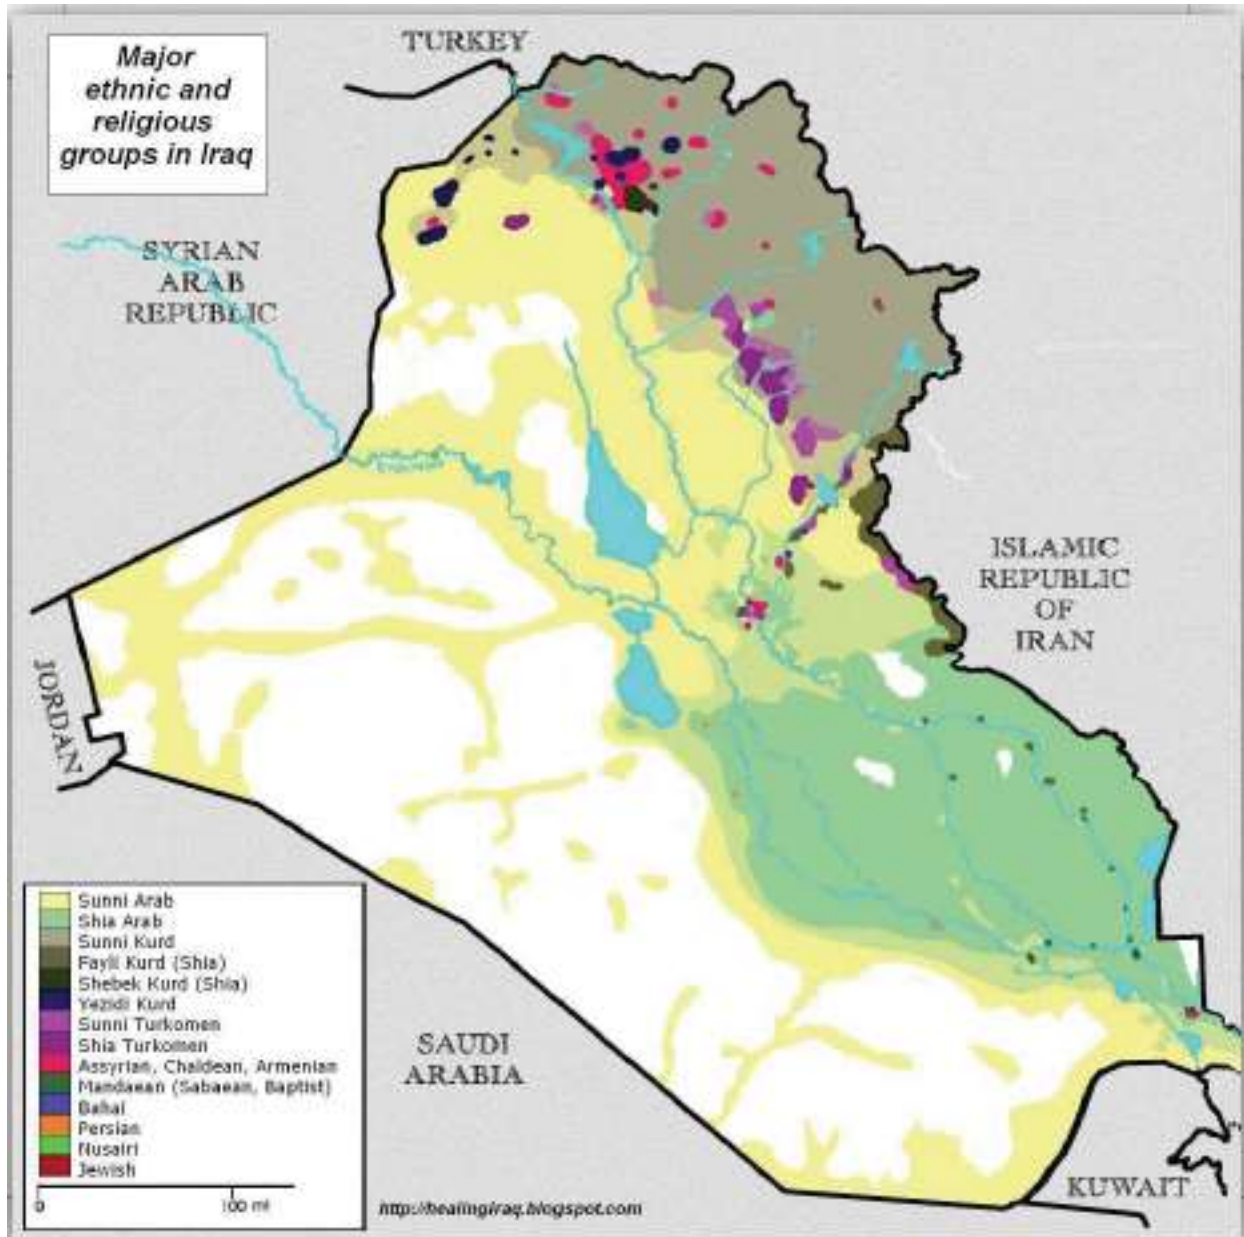 Major
ethnic and
religious
groups in Iraq
TURKEY
SYRIAN
ARAB
REPUBLIC
Euphrates
ISLAMIC
REPUBLIC
OF
IRAN
JORDAN
SAUDI
ARABIA
KUWAIT
Sunni Arab
Shia Arab
Sunni Kurd
Fayli Kurd (Shia)
Shebek Kurd (Shia)
Yezidi Kurd
Sunni Turkomen
Shia Turkomen
Assyrian, Chaldean, Armenian
Mandaean (Sabaean, Baptist)
Bahai
Persian
Nusairi
Jewish
0 100 mi
http://healingiraq.blogspot.com